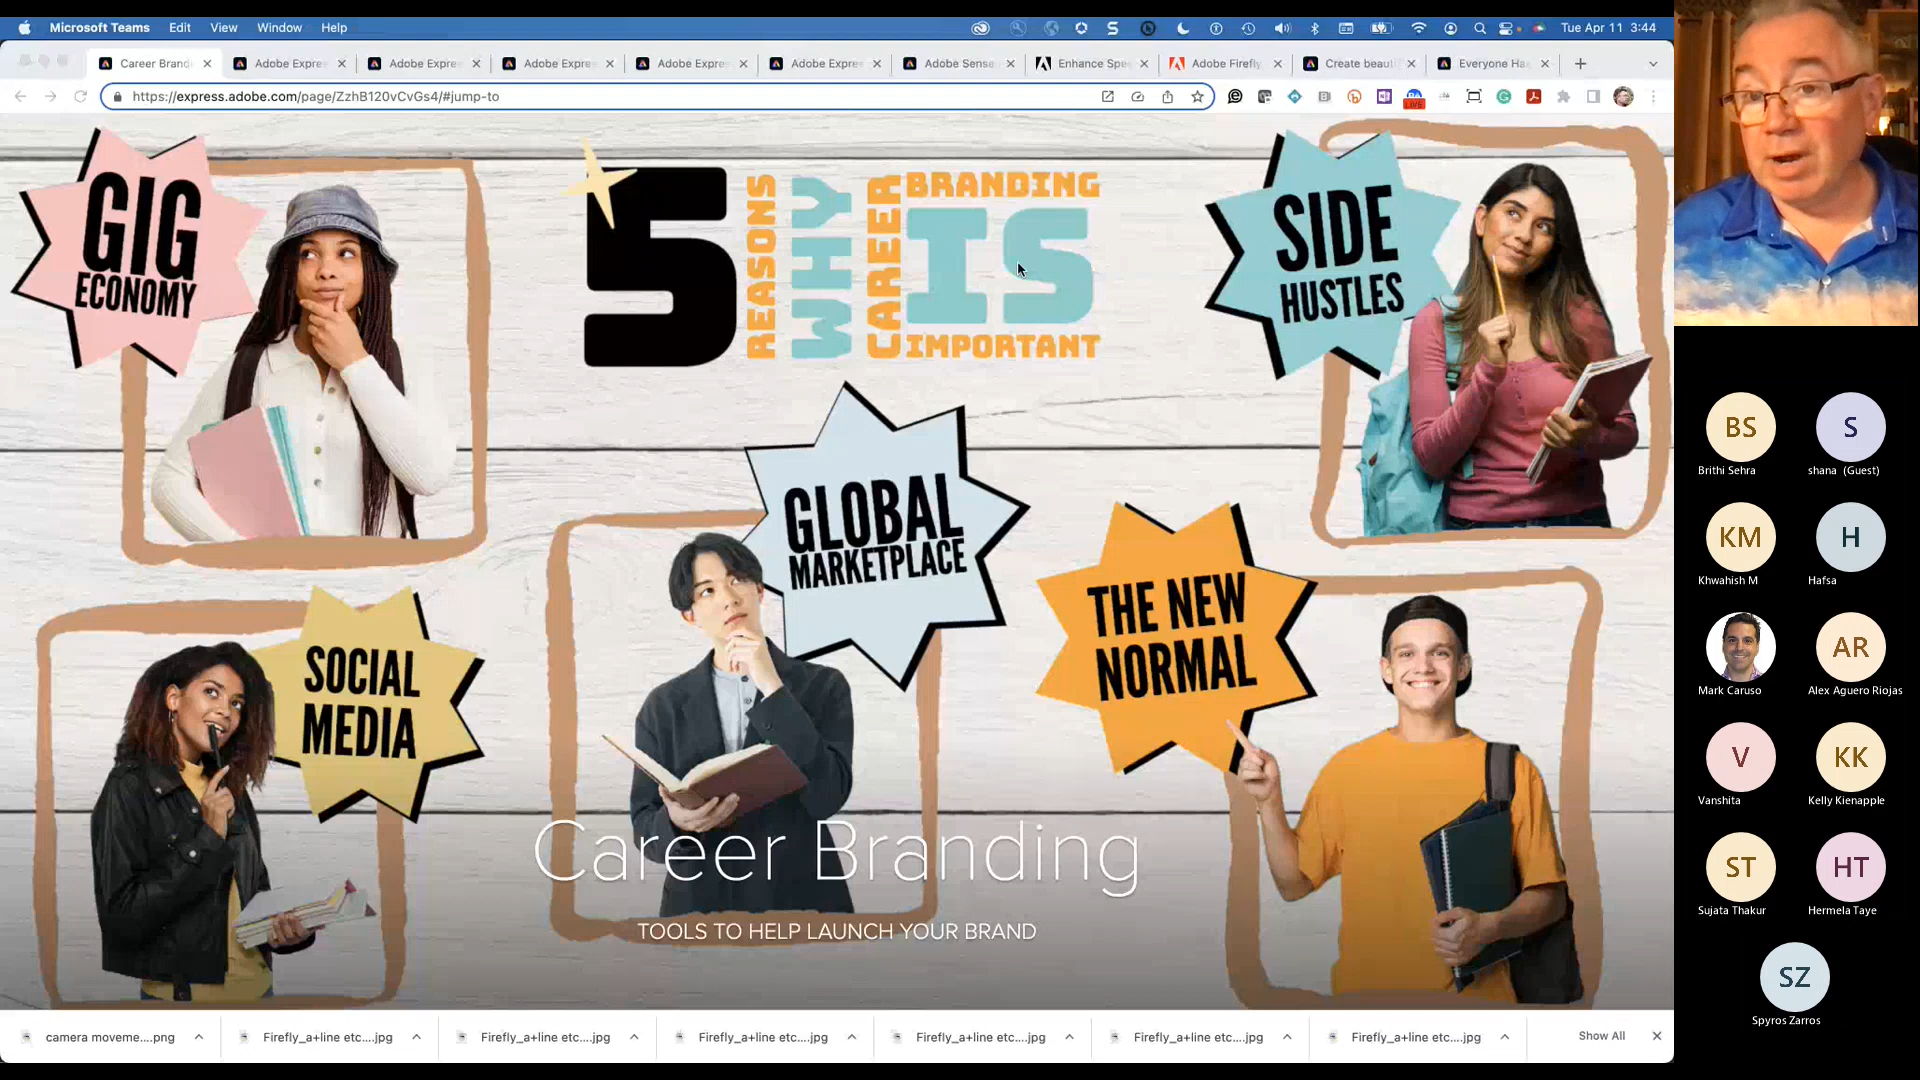 Microsoft Teams Edit View Window Help
Tue Apr 11 3:44
Career Brand
Adobe Expre
Adobe Expre
Adobe Expre
Adobe Expre
Adobe Expre
Adobe Sense
Enhance Spe
Adobe Firefly
Create beaut
Everyone Ha
https://express.adobe.com/page/ZzhB120vCvGs4/#jump-to
LIVE
GIG
ECONOMY
5
REASONS
WHY
CAREER
BRANDING
IS
IMPORTANT
SIDE
HUSTLES
GLOBAL
MARKETPLACE
THE NEW
NORMAL
SOCIAL
MEDIA
Career Branding
TOOLS TO HELP LAUNCH YOUR BRAND
camera moveme....png
Firefly_a+line etc....jpg
Firefly_a+line etc....jpg
Firefly_a+line etc....jpg
Firefly_a+line etc....jpg
Firefly_a+line etc....jpg
Firefly_a+line etc....jpg
Show All
BS
Brithi Sehra
S
shana (Guest)
KM
Khwahish M
H
Hafsa
Mark Caruso
AR
Alex Aguero Riojas
V
Vanshita
KK
Kelly Kienapple
ST
Sujata Thakur
HT
Hermela Taye
SZ
Spyros Zarros